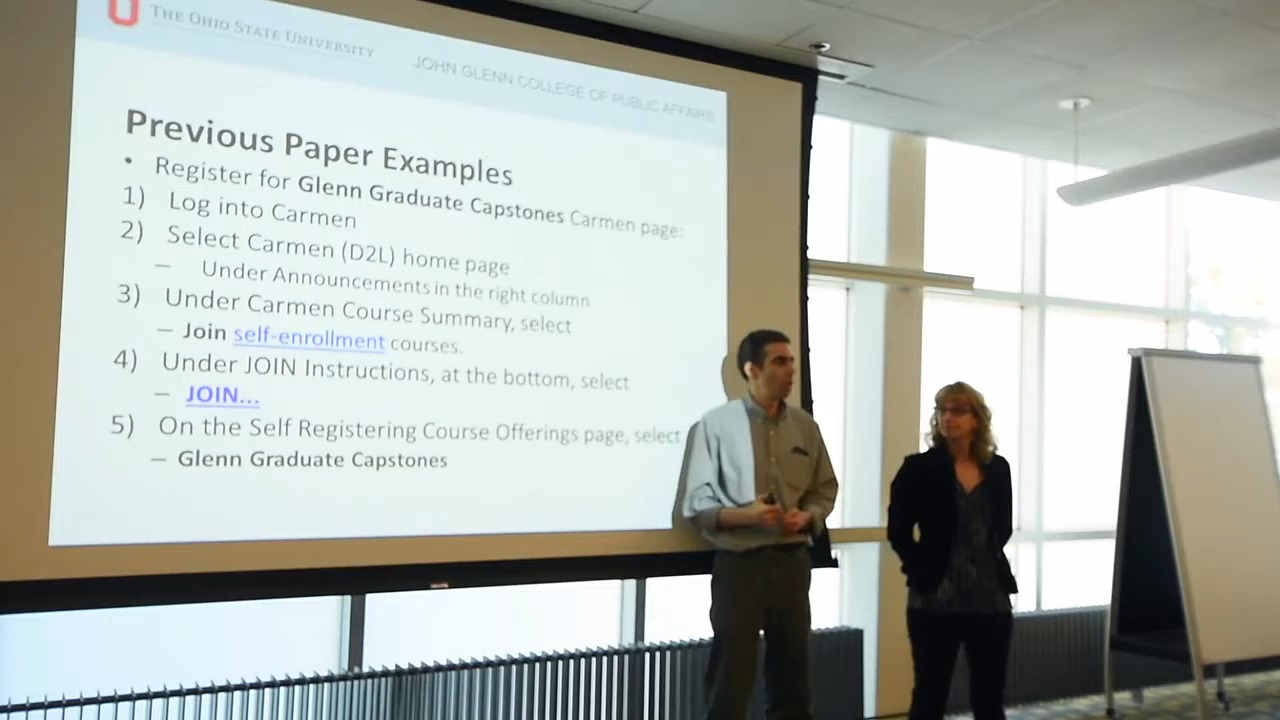 THE OHIO STATE UNIVERSITY
JOHN GLENN COLLEGE OF PUBLIC AFFAIRS
Previous Paper Examples
• Register for Glenn Graduate Capstones Carmen page:
1) Log into Carmen
2) Select Carmen (D2L) home page
– Under Announcements in the right column
3) Under Carmen Course Summary, select
– Join self-enrollment courses.
4) Under JOIN Instructions, at the bottom, select
– JOIN...
5) On the Self Registering Course Offerings page, select
– Glenn Graduate Capstones